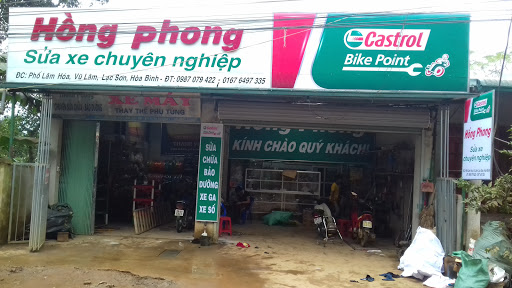 Hồng phong
Sửa xe chuyên nghiệp
ĐC: Phố Lâm Hóa, Vũ Lâm, Lạc Sơn, Hòa Bình - ĐT: 0987 079 422 : 0167 6497 335
Castrol
Bike Point
XE MÁY
THAY THẾ PHỤ TÙNG
Hồng Phong
KÍNH CHÀO QUÝ KHÁCH
SỬA
CHỮA
BẢO
DƯỠNG
XE GA
XE SỐ
Castrol
Hồng Phong
Sửa xe
chuyên nghiệp